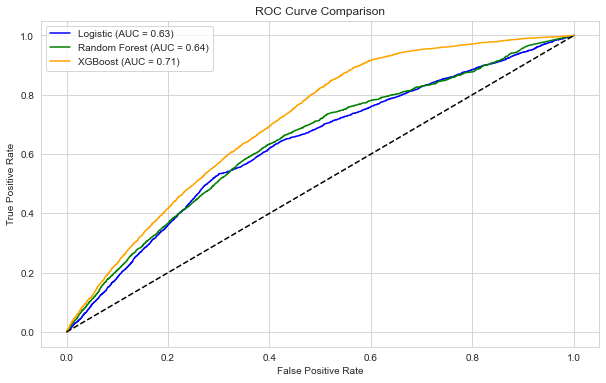 ROC Curve Comparison
Logistic (AUC = 0.63)
Random Forest (AUC = 0.64)
XGBoost (AUC = 0.71)
True Positive Rate
1.0
0.8
0.6
0.4
0.2
0.0
0.0 0.2 0.4 0.6 0.8 1.0
False Positive Rate